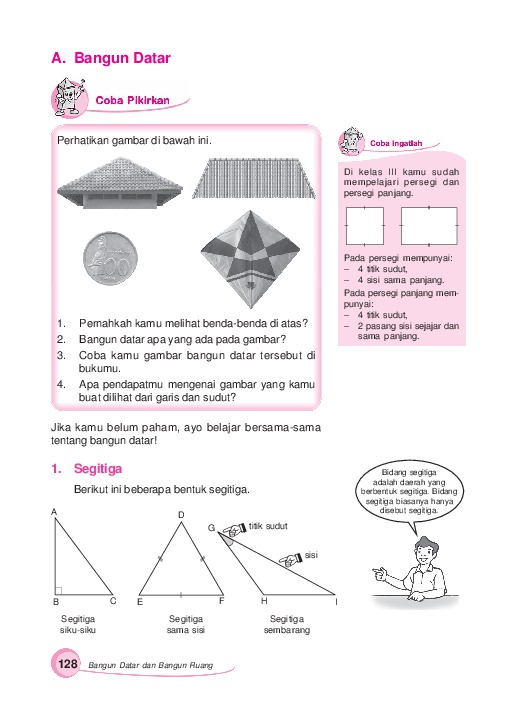 A. Bangun Datar
Coba Pikirkan
Perhatikan gambar di bawah ini.
100
1. Pernahkah kamu melihat benda-benda di atas?
2. Bangun datar apa yang ada pada gambar?
3. Coba kamu gambar bangun datar tersebut di
bukumu.
4. Apa pendapatmu mengenai gambar yang kamu
buat dilihat dari garis dan sudut?
Coba Ingatlah
Di kelas III kamu sudah
mempelajari persegi dan
persegi panjang.
Pada persegi mempunyai:
– 4 titik sudut,
– 4 sisi sama panjang.
Pada persegi panjang mem-
punyai:
– 4 titik sudut,
– 2 pasang sisi sejajar dan
sama panjang.
Jika kamu belum paham, ayo belajar bersama-sama
tentang bangun datar!
1. Segitiga
Berikut ini beberapa bentuk segitiga.
Bidang segitiga
adalah daerah yang
berbentuk segitiga. Bidang
segitiga biasanya hanya
disebut segitiga.
A
D
G
titik sudut
sisi
B
C
E
F
H
I
Segitiga
siku-siku
Segitiga
sama sisi
Segitiga
sembarang
128
Bangun Datar dan Bangun Ruang